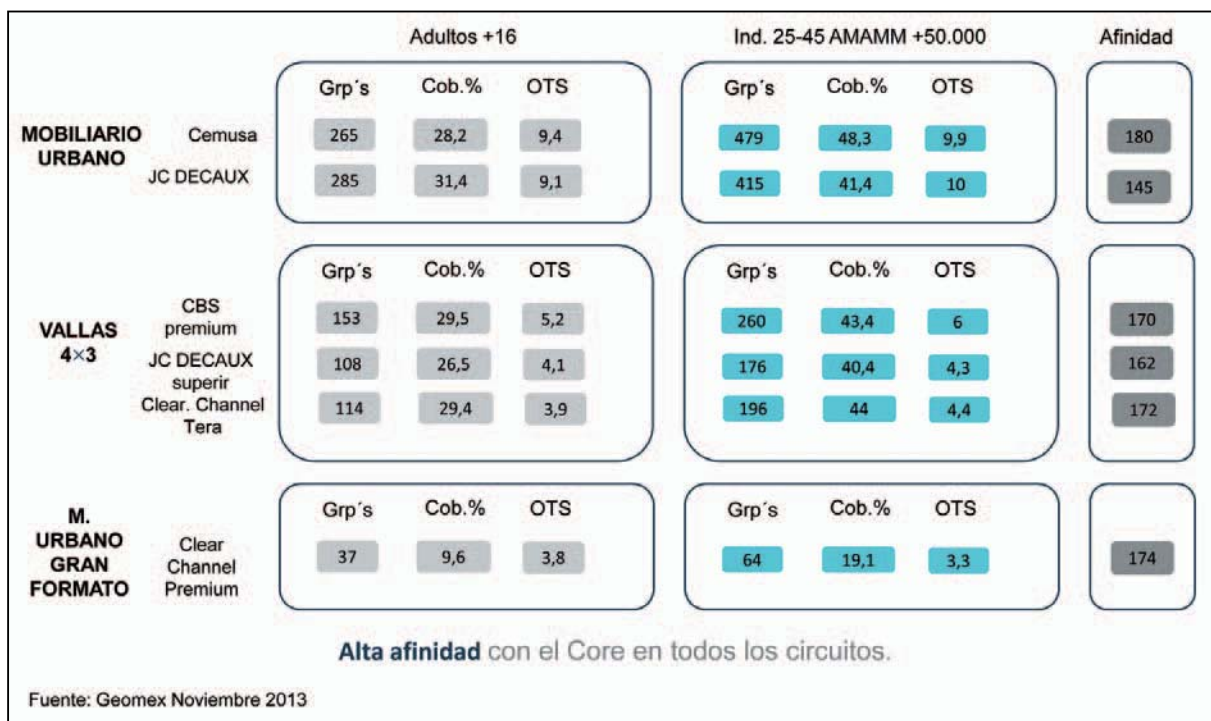 Adultos +16 Ind. 25-45 AMAMM +50.000 Afinidad
Grp´s Cob.% OTS Grp´s Cob.% OTS
MOBILIARIO
URBANO
Cemusa 265 28,2 9,4 479 48,3 9,9 180
JC DECAUX 285 31,4 9,1 415 41,4 10 145
Grp´s Cob.% OTS Grp´s Cob.% OTS
VALLAS
4×3
CBS
premium 153 29,5 5,2 260 43,4 6 170
JC DECAUX 108 26,5 4,1 176 40,4 4,3 162
superir
Clear. Channel 114 29,4 3,9 196 44 4,4 172
Tera
Grp´s Cob.% OTS Grp´s Cob.% OTS
M.
URBANO
GRAN
FORMATO
Clear
Channel 37 9,6 3,8 64 19,1 3,3 174
Premium
Alta afinidad con el Core en todos los circuitos.
Fuente: Geomex Noviembre 2013